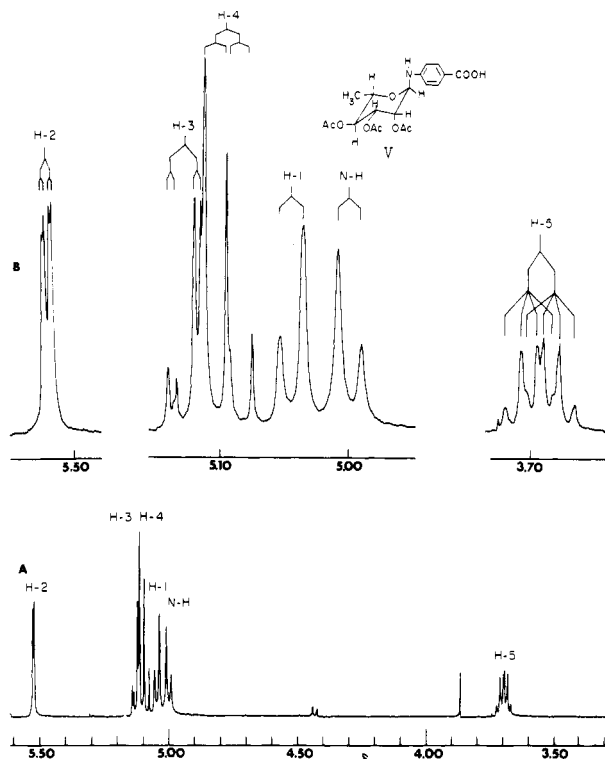 H-4
H
N
COOH
H
O
H
H3C
H
H
AcO
OAc
OAc
H
H
V
H-2
H-3
H-1
N-H
H-5
B
5.50
5.10
5.00
3.70
H-3 H-4
A
H-2
H-1
N-H
H-5
5.50
5.00
4.50
4.00
3.50